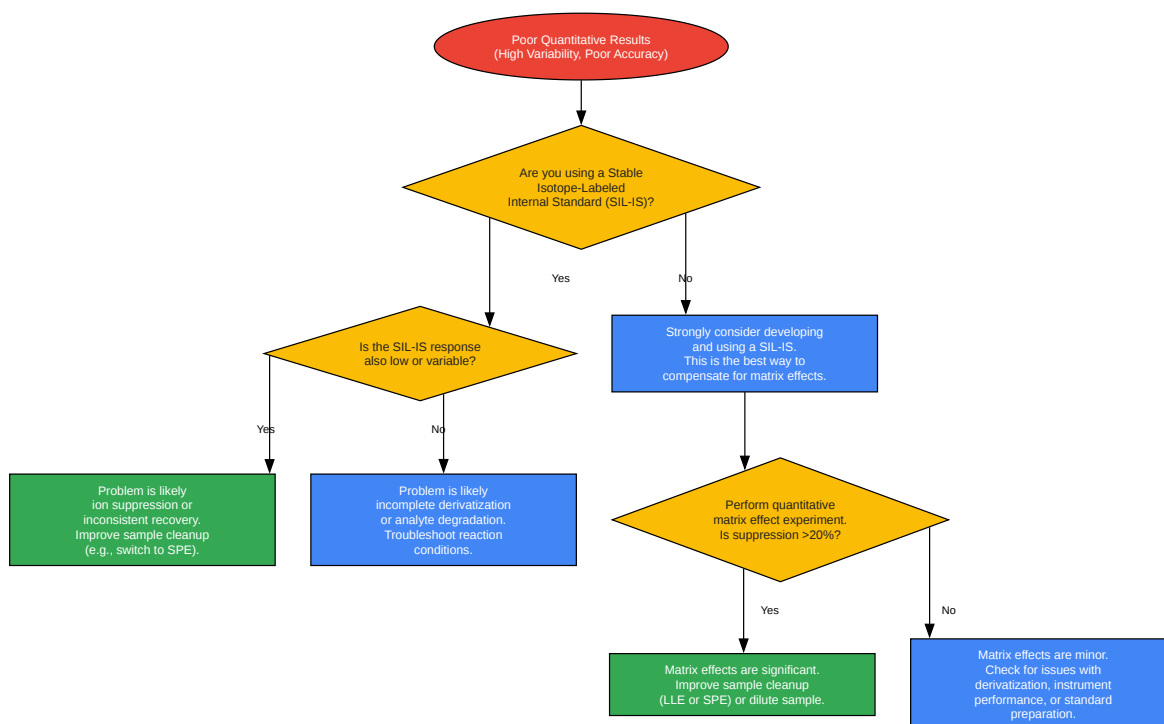 Poor Quantitative Results
(High Variability, Poor Accuracy)
Are you using a Stable
Isotope-Labeled
Internal Standard (SIL-IS)?
Yes
No
Is the SIL-IS response
also low or variable?
Strongly consider developing
and using a SIL-IS.
This is the best way to
compensate for matrix effects.
Yes
No
Problem is likely
ion suppression or
inconsistent recovery.
Improve sample cleanup
(e.g., switch to SPE).
Problem is likely
incomplete derivatization
or analyte degradation.
Troubleshoot reaction
conditions.
Perform quantitative
matrix effect experiment.
Is suppression >20%?
Yes
No
Matrix effects are significant.
Improve sample cleanup
(LLE or SPE) or dilute sample.
Matrix effects are minor.
Check for issues with
derivatization, instrument
performance, or standard
preparation.